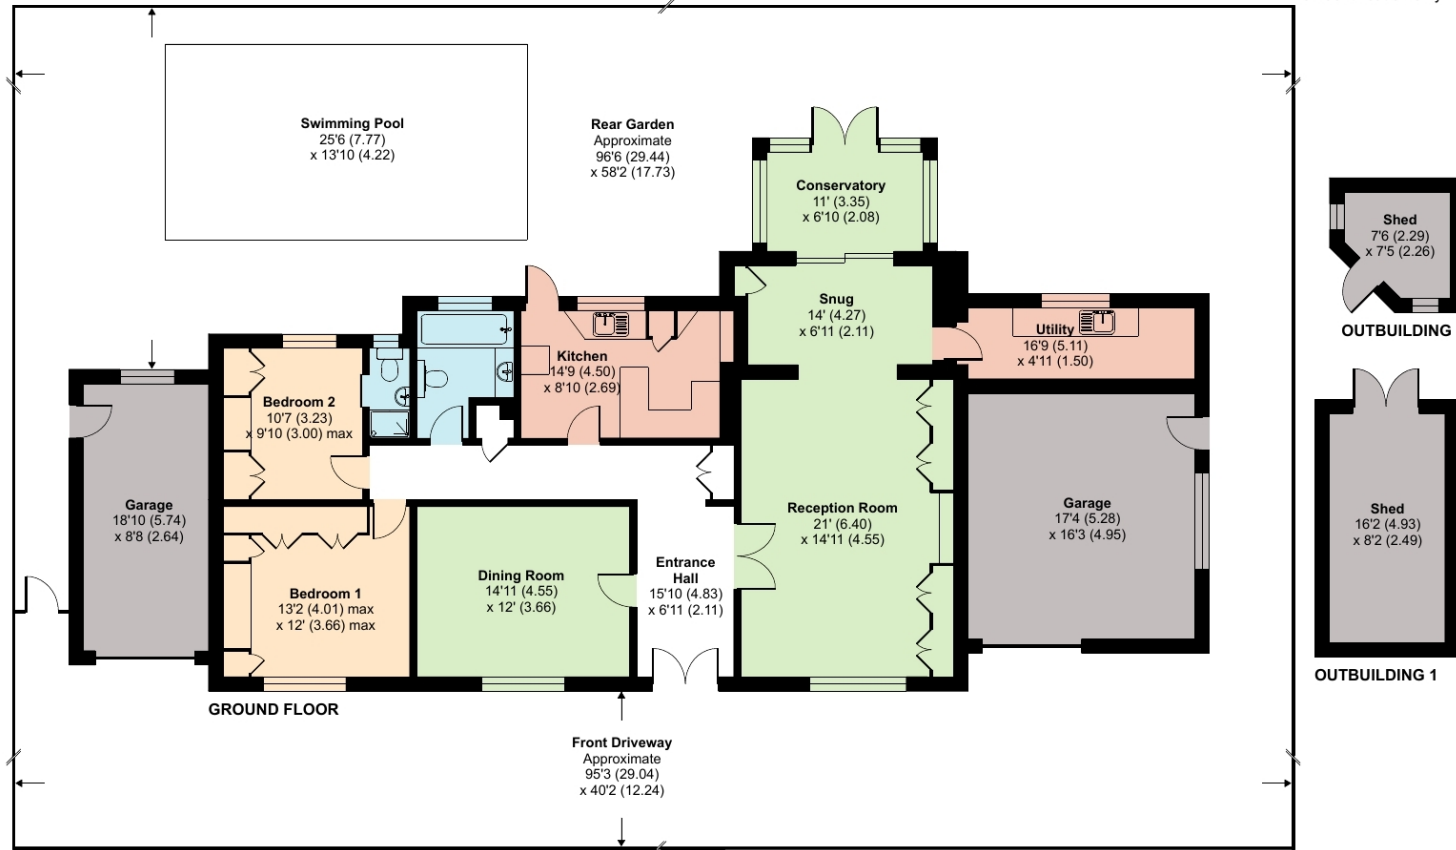 Swimming Pool
25'6 (7.77)
x 13'10 (4.22)
Rear Garden
Approximate
96'6 (29.44)
x 58'2 (17.73)
Conservatory
11' (3.35)
x 6'10 (2.08)
Shed
7'6 (2.29)
x 7'5 (2.26)
OUTBUILDING
Snug
14' (4.27)
x 6'11 (2.11)
Utility
16'9 (5.11)
x 4'11 (1.50)
Kitchen
14'9 (4.50)
x 8'10 (2.69)
Bedroom 2
10'7 (3.23)
x 9'10 (3.00) max
Garage
18'10 (5.74)
x 8'8 (2.64)
Reception Room
21' (6.40)
x 14'11 (4.55)
Garage
17'4 (5.28)
x 16'3 (4.95)
Shed
16'2 (4.93)
x 8'2 (2.49)
OUTBUILDING 1
Bedroom 1
13'2 (4.01) max
x 12' (3.66) max
Dining Room
14'11 (4.55)
x 12' (3.66)
Entrance
Hall
15'10 (4.83)
x 6'11 (2.11)
GROUND FLOOR
Front Driveway
Approximate
95'3 (29.04)
x 40'2 (12.24)